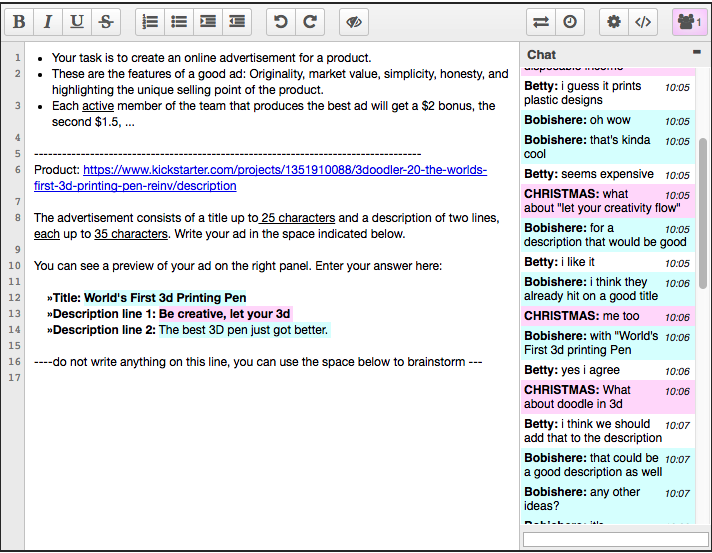 B I U S
1
Chat
1 • Your task is to create an online advertisement for a product.
2 • These are the features of a good ad: Originality, market value, simplicity, honesty, and
highlighting the unique selling point of the product.
3 • Each active member of the team that produces the best ad will get a $2 bonus, the
second $1.5, ...
4
5 --------------------------------------------------------------------------------
6 Product: https://www.kickstarter.com/projects/1351910088/3doodler-20-the-worlds-
first-3d-printing-pen-reinv/description
7
8 The advertisement consists of a title up to 25 characters and a description of two lines,
each up to 35 characters. Write your ad in the space indicated below.
9
10 You can see a preview of your ad on the right panel. Enter your answer here:
11
12 »Title: World's First 3d Printing Pen
13 »Description line 1: Be creative, let your 3d
14 »Description line 2: The best 3D pen just got better.
15
16 ----do not write anything on this line, you can use the space below to brainstorm ---
17
disposable income
Betty: i guess it prints 10:05
plastic designs
Bobishere: oh wow 10:05
Bobishere: that's kinda 10:05
cool
Betty: seems expensive 10:05
CHRISTMAS: what 10:05
about "let your creativity flow"
Bobishere: for a 10:05
description that would be good
Betty: i like it 10:05
Bobishere: i think they 10:06
already hit on a good title
CHRISTMAS: me too 10:06
Bobishere: with "World's 10:06
First 3d printing Pen
Betty: yes i agree 10:06
CHRISTMAS: What 10:06
about doodle in 3d
Betty: i think we should 10:07
add that to the description
Bobishere: that could be 10:07
a good description as well
Bobishere: any other 10:07
ideas?
Bobishere: it's